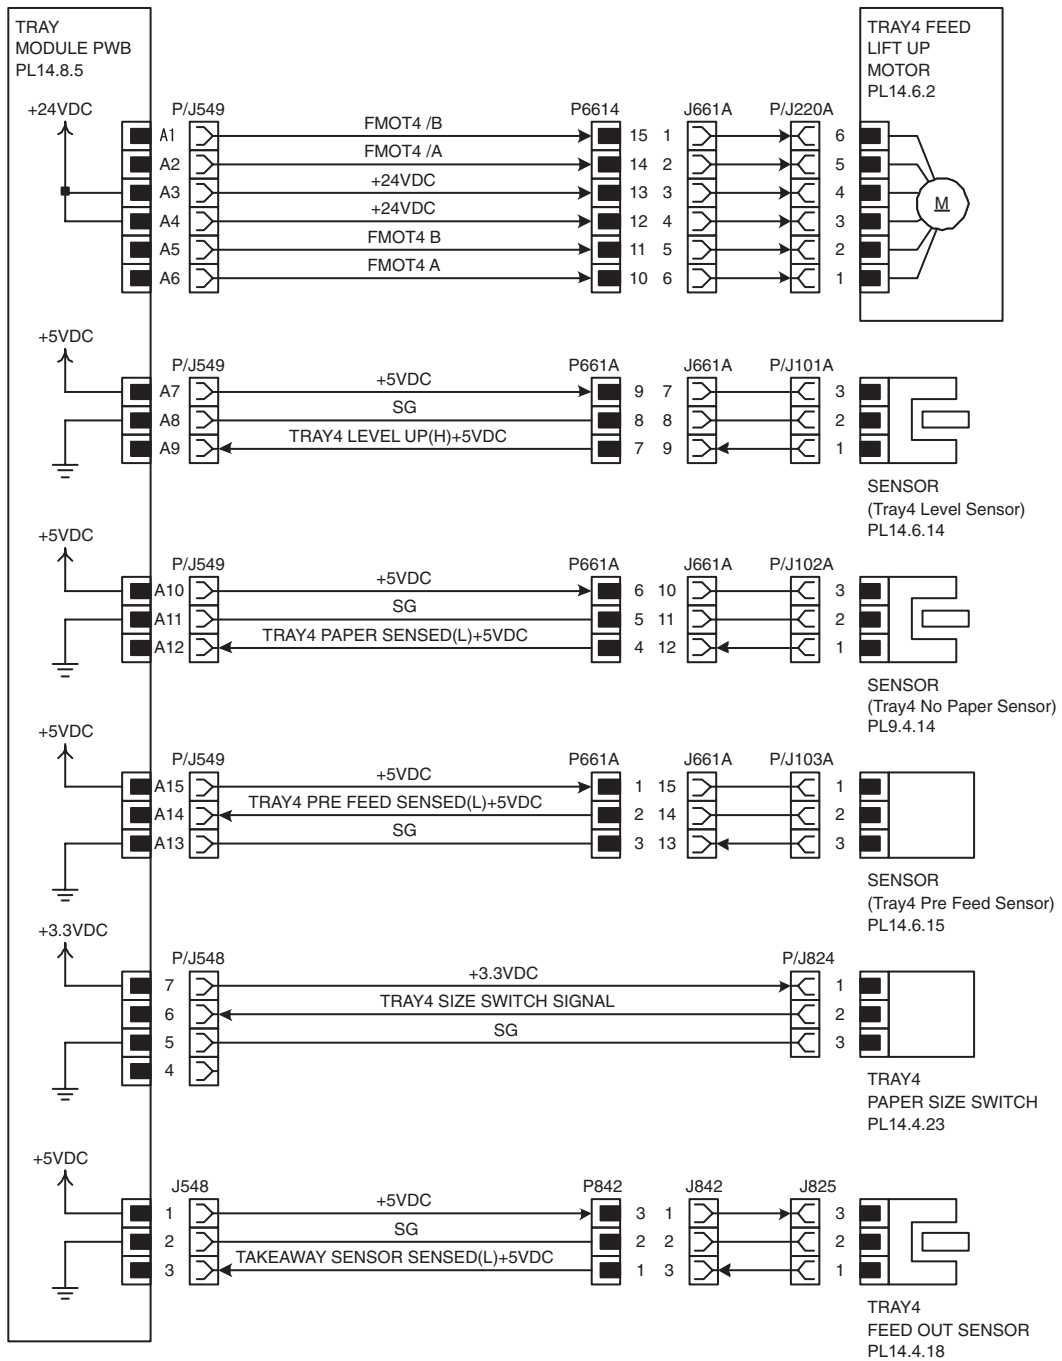 TRAY
MODULE PWB
PL14.8.5
TRAY4 FEED
LIFT UP
MOTOR
PL14.6.2
+24VDC
P/J549
P6614
J661A
P/J220A
A1 FMOT4 /B 15 1 6
A2 FMOT4 /A 14 2 5
A3 +24VDC 13 3 4
A4 +24VDC 12 4 3
A5 FMOT4 B 11 5 2
A6 FMOT4 A 10 6 1
M
+5VDC
P/J549
P661A
J661A
P/J101A
A7 +5VDC 9 7 3
A8 SG 8 8 2
A9 TRAY4 LEVEL UP(H)+5VDC 7 9 1
SENSOR
(Tray4 Level Sensor)
PL14.6.14
+5VDC
P/J549
P661A
J661A
P/J102A
A10 +5VDC 6 10 3
A11 SG 5 11 2
A12 TRAY4 PAPER SENSED(L)+5VDC 4 12 1
SENSOR
(Tray4 No Paper Sensor)
PL9.4.14
+5VDC
P/J549
P661A
J661A
P/J103A
A15 +5VDC 1 15 1
A14 TRAY4 PRE FEED SENSED(L)+5VDC 2 14 2
A13 SG 3 13 3
SENSOR
(Tray4 Pre Feed Sensor)
PL14.6.15
+3.3VDC
P/J548
P/J824
7 +3.3VDC 1
6 TRAY4 SIZE SWITCH SIGNAL 2
5 SG 3
4
TRAY4
PAPER SIZE SWITCH
PL14.4.23
+5VDC
J548
P842
J842
J825
1 +5VDC 3 1 3
2 SG 2 2 2
3 TAKEAWAY SENSOR SENSED(L)+5VDC 1 3 1
TRAY4
FEED OUT SENSOR
PL14.4.18